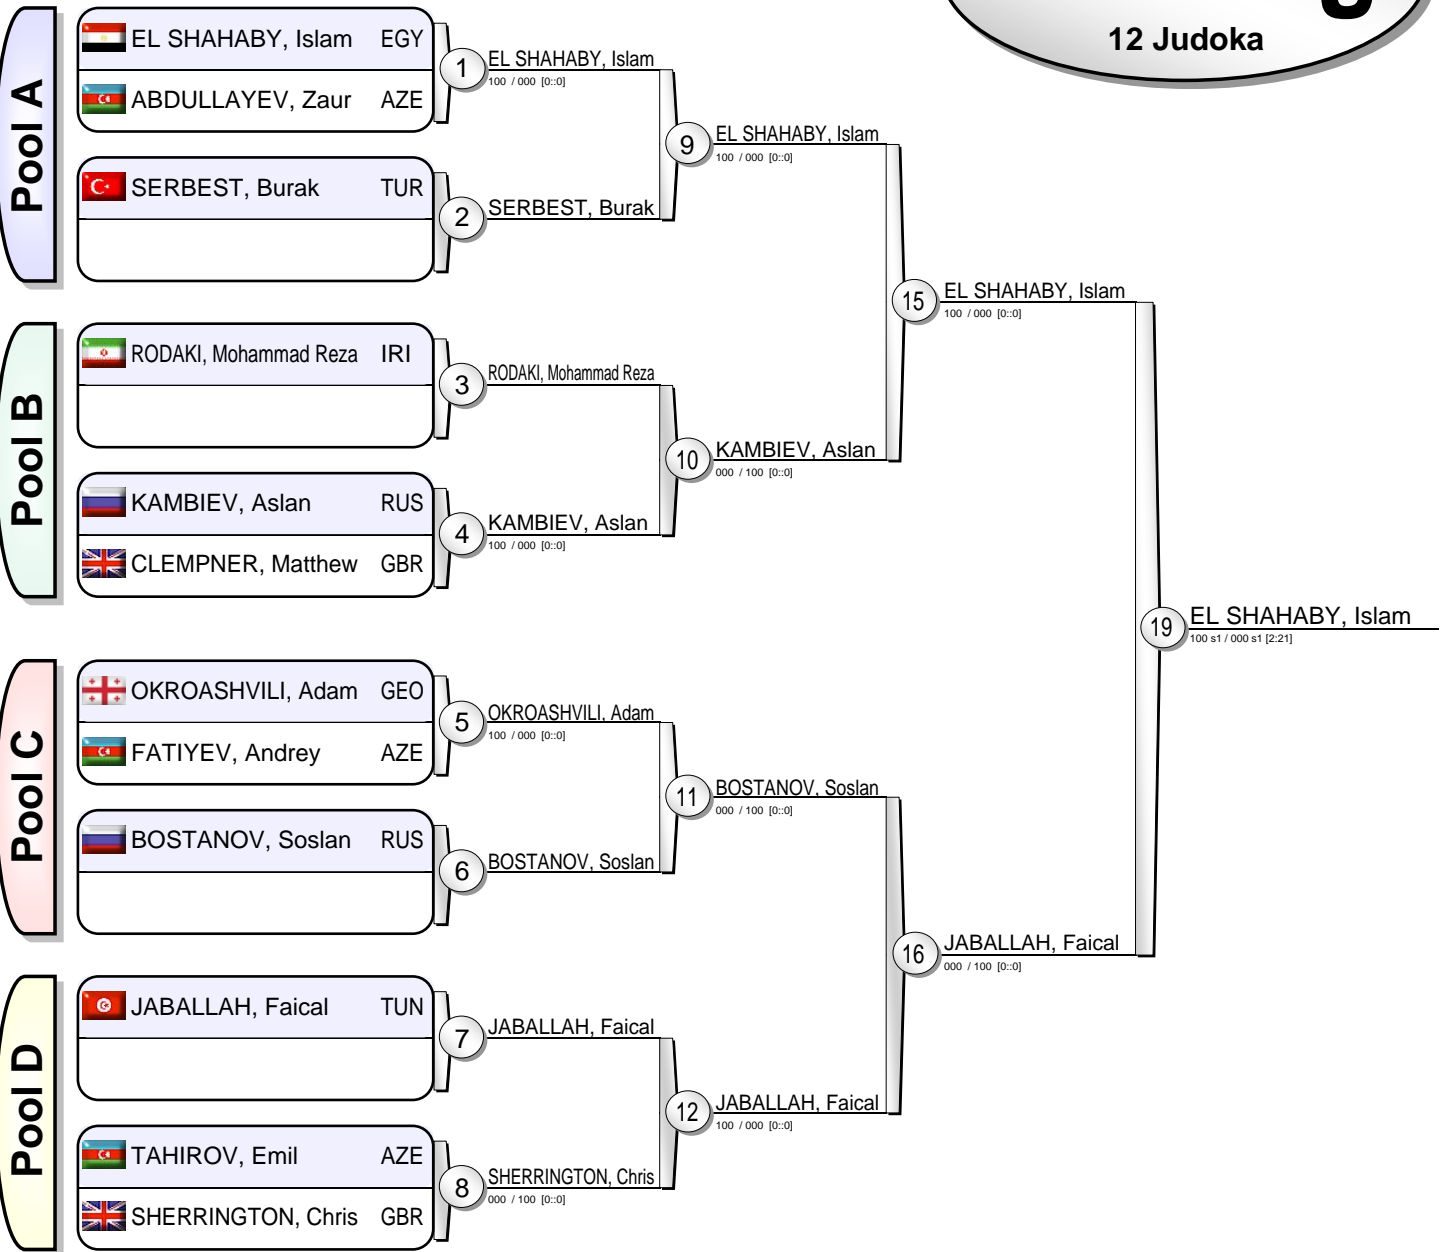 12 Judoka
Pool A
EL SHAHABY, Islam EGY
ABDULLAYEV, Zaur AZE
SERBEST, Burak TUR
1
EL SHAHABY, Islam
100 / 000 [0::0]
2
SERBEST, Burak
9
EL SHAHABY, Islam
100 / 000 [0::0]
Pool B
RODAKI, Mohammad Reza IRI
KAMBIEV, Aslan RUS
CLEMPNER, Matthew GBR
3
RODAKI, Mohammad Reza
4
KAMBIEV, Aslan
100 / 000 [0::0]
10
KAMBIEV, Aslan
000 / 100 [0::0]
15
EL SHAHABY, Islam
100 / 000 [0::0]
19
EL SHAHABY, Islam
100 s1 / 000 s1 [2:21]
Pool C
OKROASHVILI, Adam GEO
FATIYEV, Andrey AZE
BOSTANOV, Soslan RUS
5
OKROASHVILI, Adam
100 / 000 [0::0]
6
BOSTANOV, Soslan
11
BOSTANOV, Soslan
000 / 100 [0::0]
Pool D
JABALLAH, Faical TUN
TAHIROV, Emil AZE
SHERRINGTON, Chris GBR
7
JABALLAH, Faical
8
SHERRINGTON, Chris
000 / 100 [0::0]
12
JABALLAH, Faical
100 / 000 [0::0]
16
JABALLAH, Faical
000 / 100 [0::0]